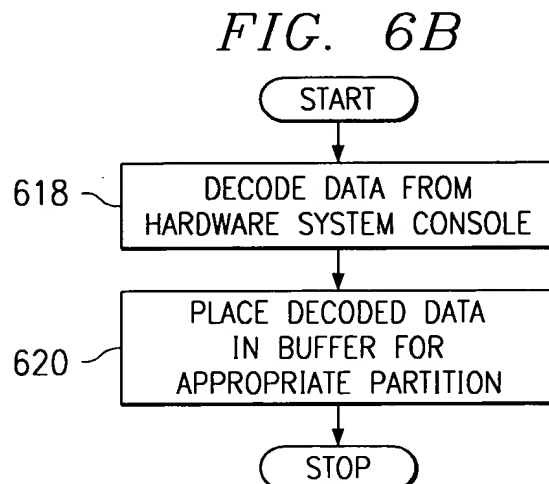 FIG. 6B
START
618
DECODE DATA FROM
HARDWARE SYSTEM CONSOLE
PLACE DECODED DATA
620
IN BUFFER FOR
APPROPRIATE PARTITION
STOP